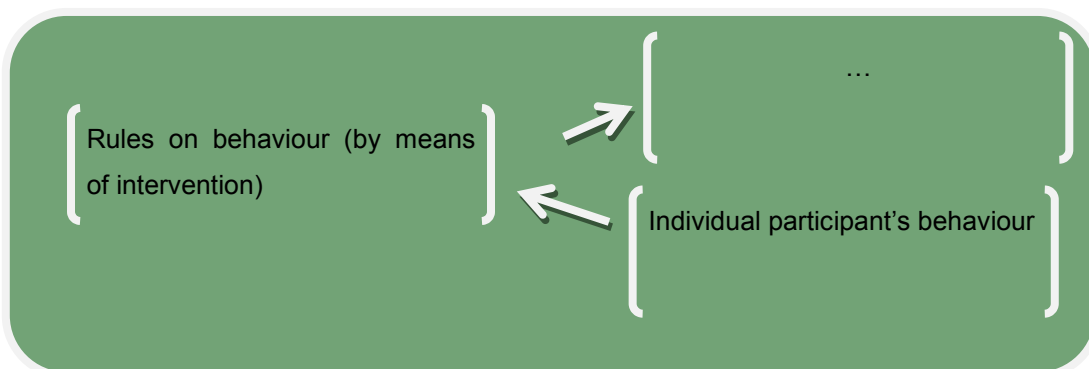 Rules on behaviour (by means
of intervention)
…
Individual participant’s behaviour